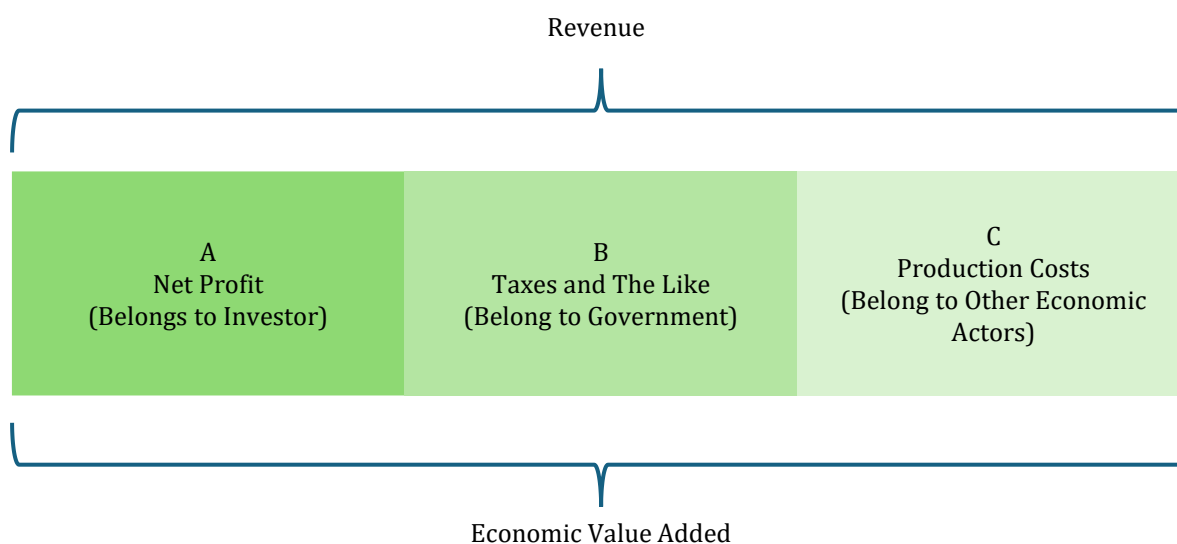 Revenue
A
Net Profit
(Belongs to Investor)
B
Taxes and The Like
(Belong to Government)
C
Production Costs
(Belong to Other Economic
Actors)
Economic Value Added